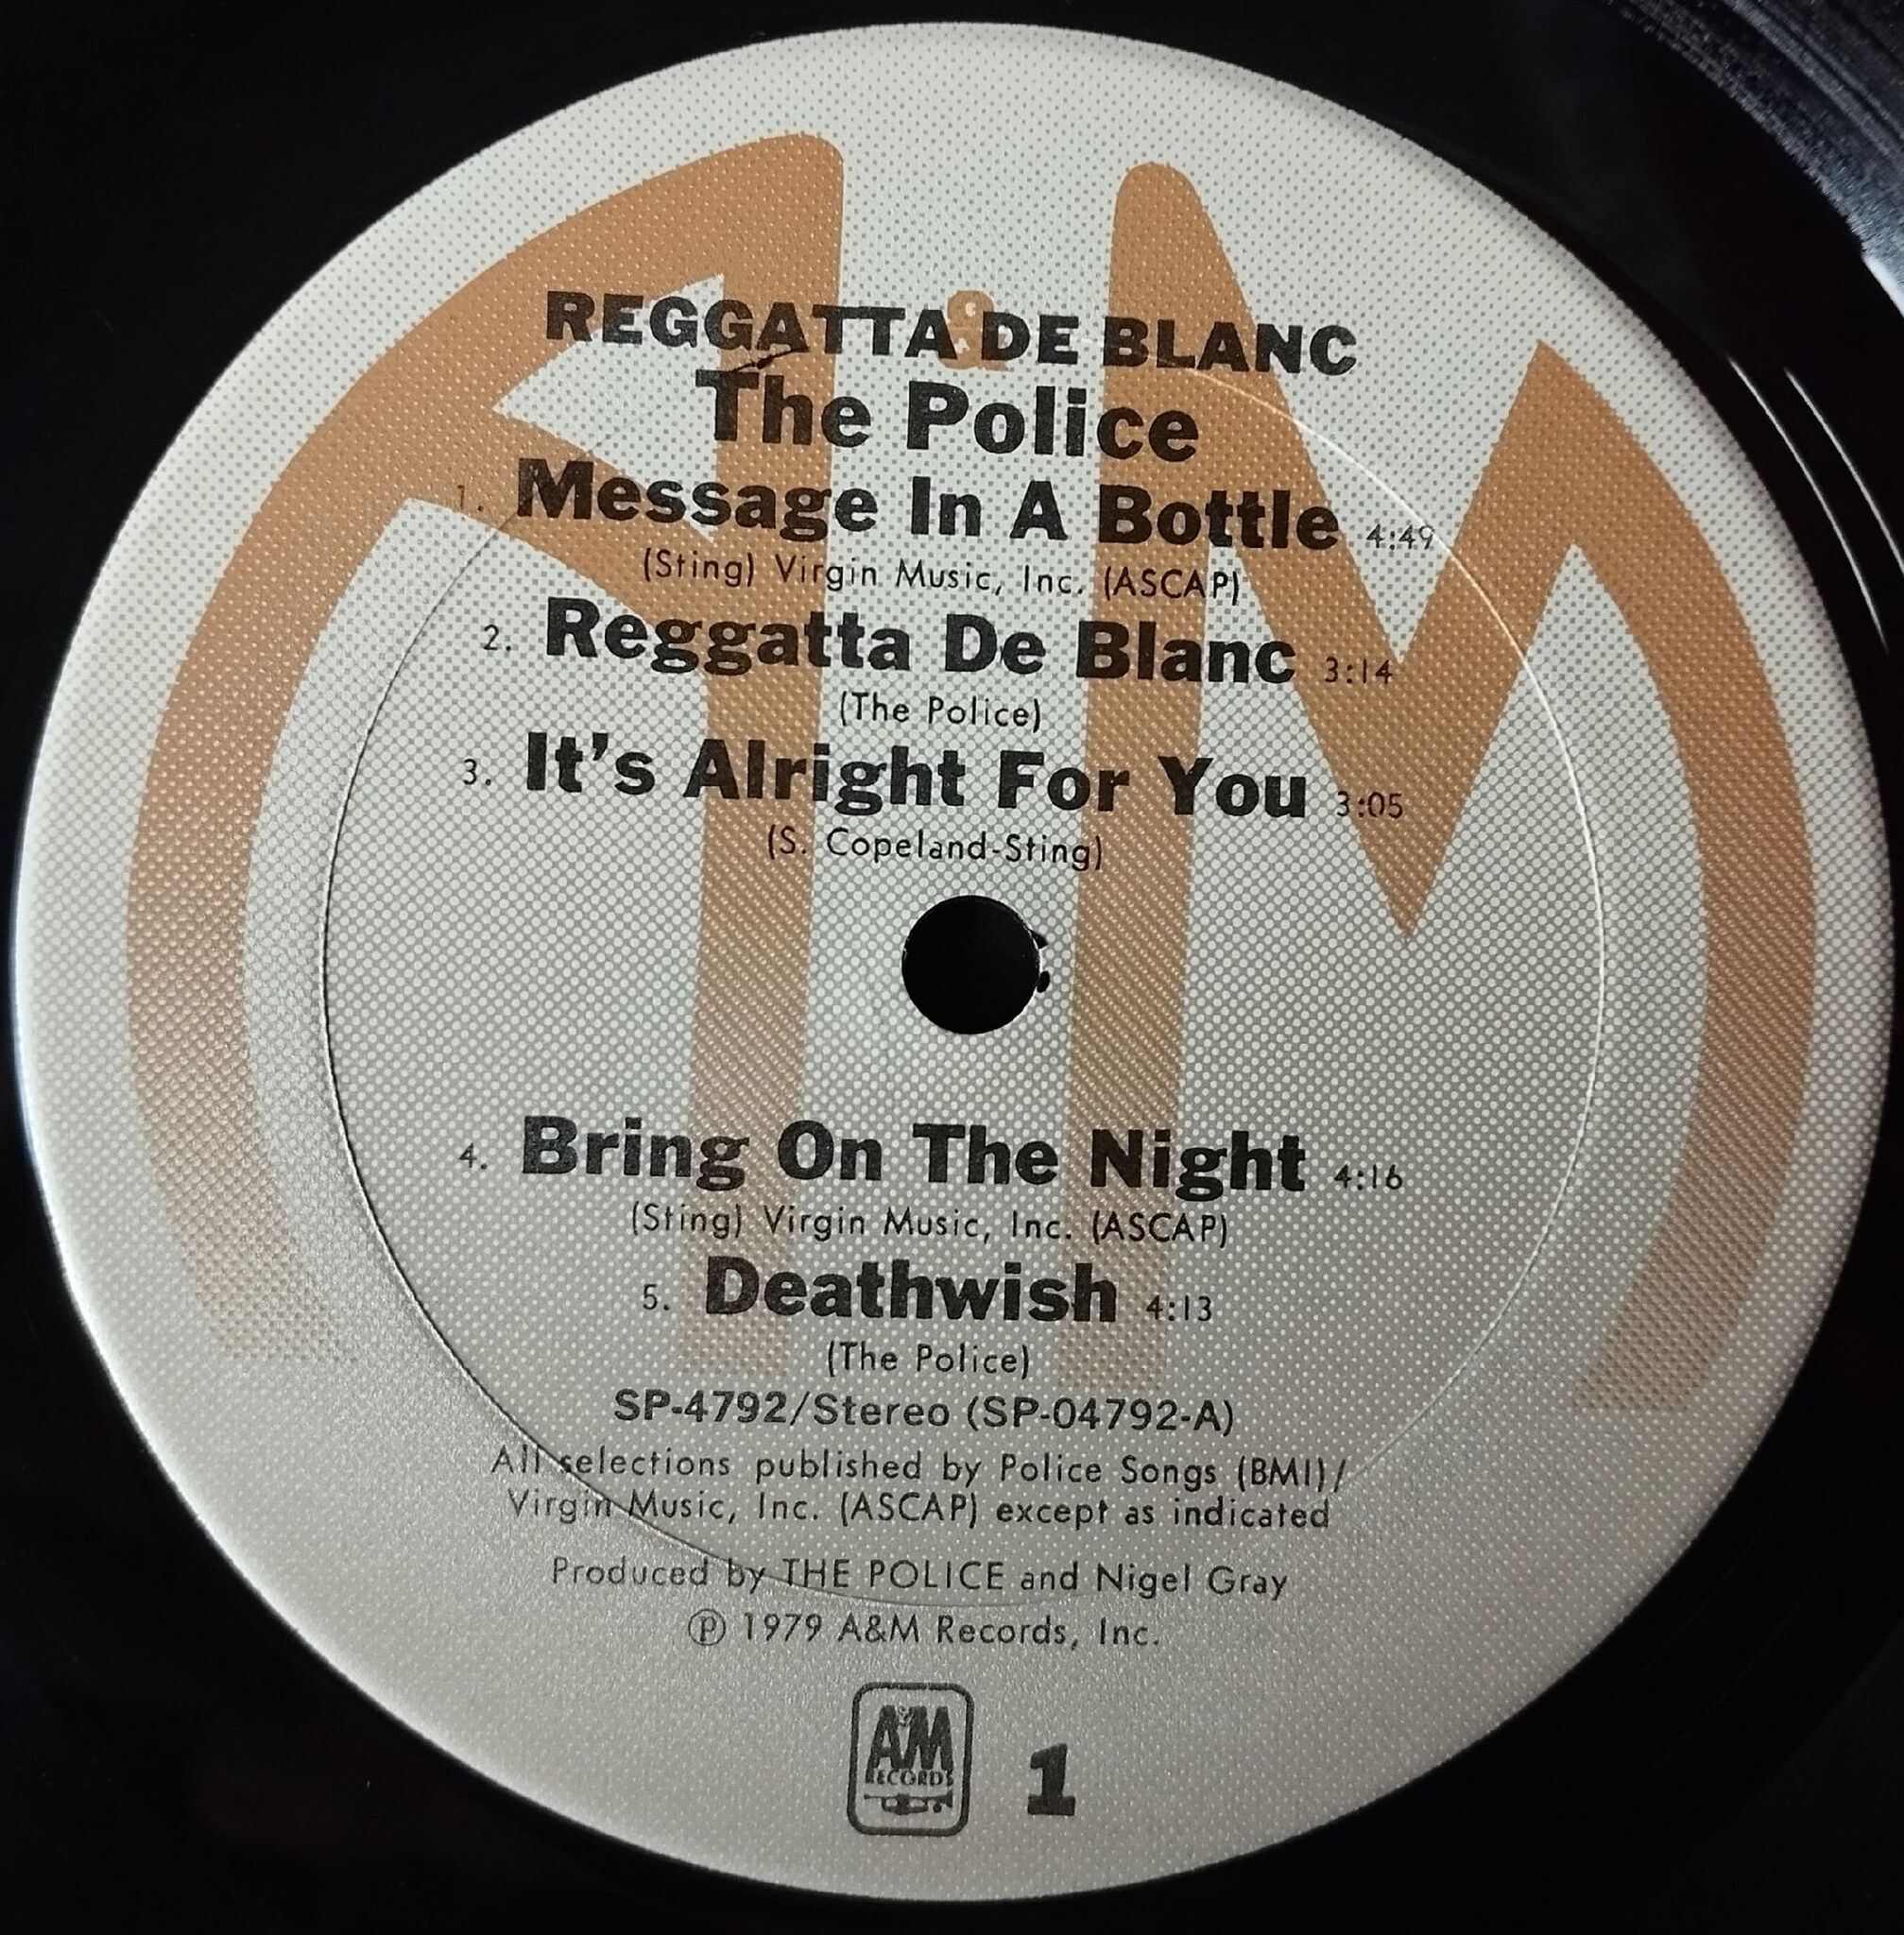 REGGATTA DE BLANC
The Police
1. Message In A Bottle 4:49
(Sting) Virgin Music, Inc. (ASCAP)
2. Reggatta De Blanc 3:14
(The Police)
3. It's Alright For You 3:05
(S. Copeland-Sting)
4. Bring On The Night 4:16
(Sting) Virgin Music, Inc. (ASCAP)
5. Deathwish 4:13
(The Police)
SP-4792/Stereo (SP-04792-A)
All selections published by Police Songs (BMI)/
Virgin Music, Inc. (ASCAP) except as indicated
Produced by THE POLICE and Nigel Gray
℗ 1979 A&M Records, Inc.
A&M
RECORDS
1
A&M